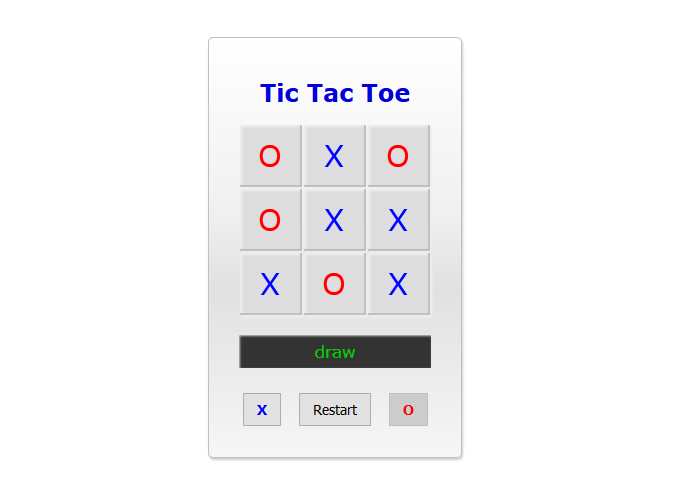 Tic Tac Toe
O X O
O X X
X O X
draw
X Restart O